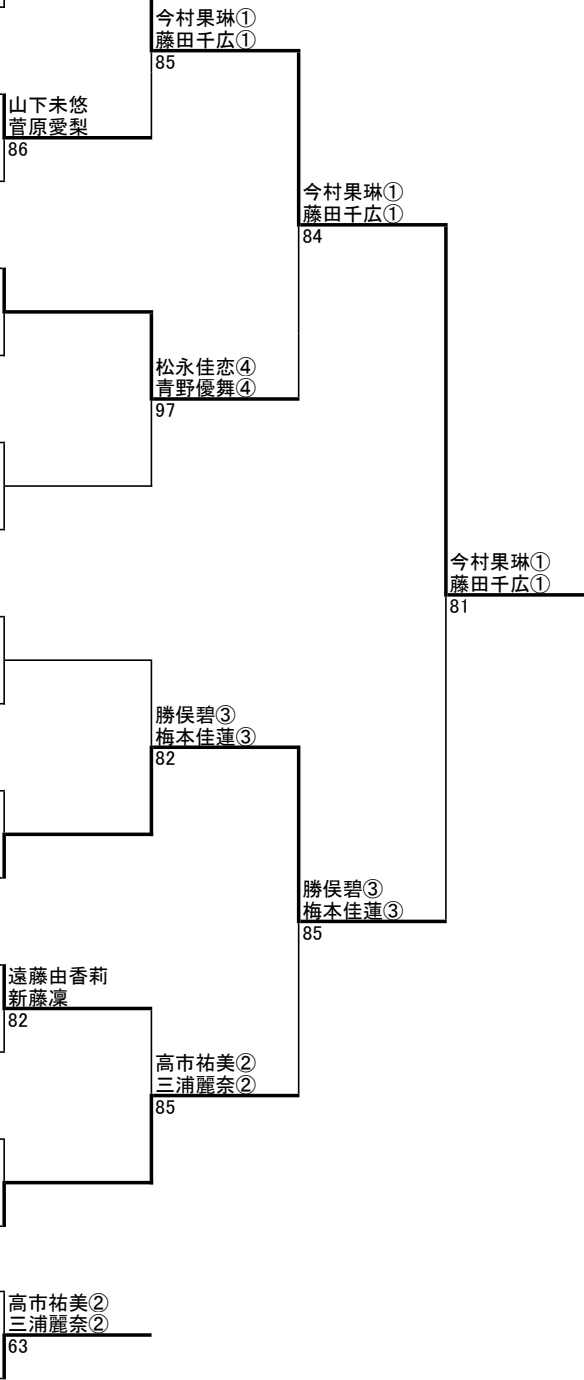 今村果琳①
藤田千広①
85
山下未悠
菅原愛梨
86
今村果琳①
藤田千広①
84
松永佳恋④
青野優舞④
97
今村果琳①
藤田千広①
81
勝俣碧③
梅本佳蓮③
82
勝俣碧③
梅本佳蓮③
85
遠藤由香莉
新藤凜
82
高市祐美②
三浦麗奈②
85
高市祐美②
三浦麗奈②
63